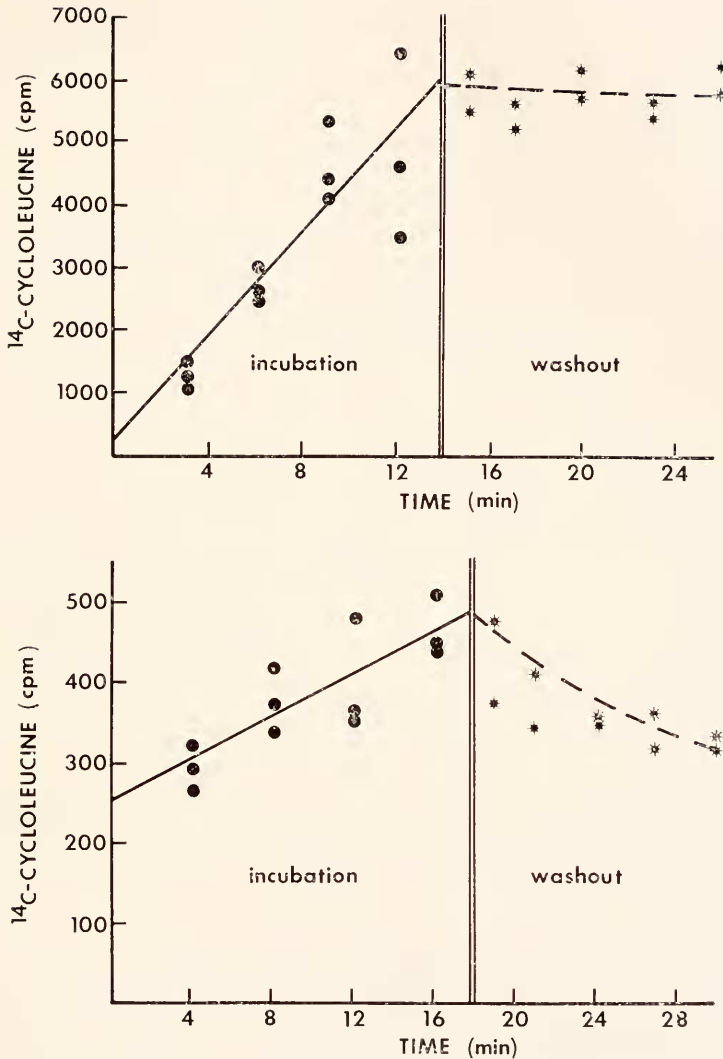 7000
6000
5000
4000
3000
2000
1000
¹⁴C-CYCLOLEUCINE (cpm)
incubation
washout
4 8 12 16 20 24
TIME (min)
500
400
300
200
100
¹⁴C-CYCLOLEUCINE (cpm)
incubation
washout
4 8 12 16 20 24 28
TIME (min)